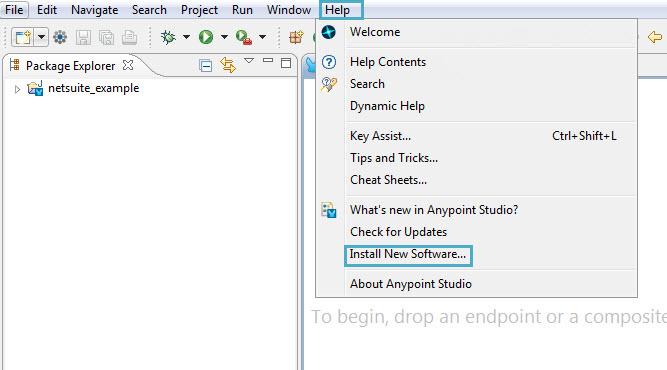 File Edit Navigate Search Project Run Window Help
Package Explorer
netsuite_example
Welcome
Help Contents
Search
Dynamic Help
Key Assist... Ctrl+Shift+L
Tips and Tricks...
Cheat Sheets...
What's new in Anypoint Studio?
Check for Updates
Install New Software...
About Anypoint Studio
To begin, drop an endpoint or a composite